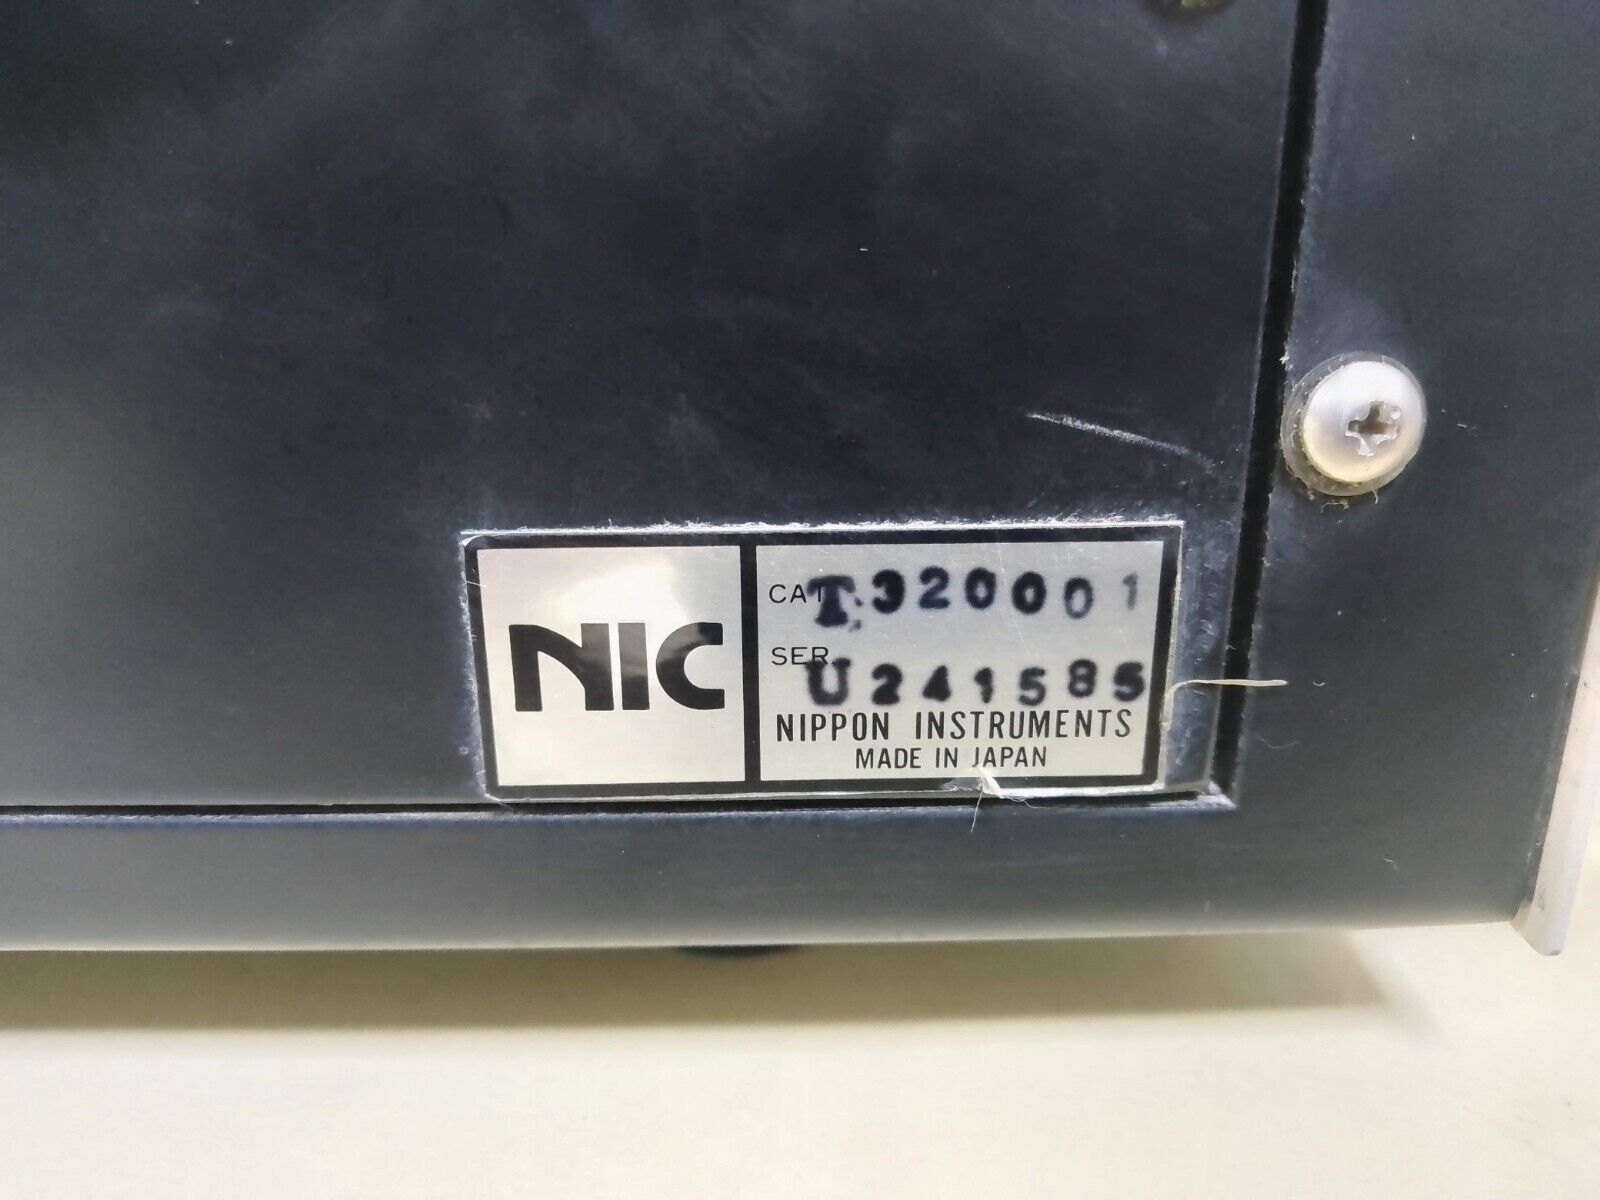 NIC
CAT. T.320001
SER. U241585
NIPPON INSTRUMENTS
MADE IN JAPAN